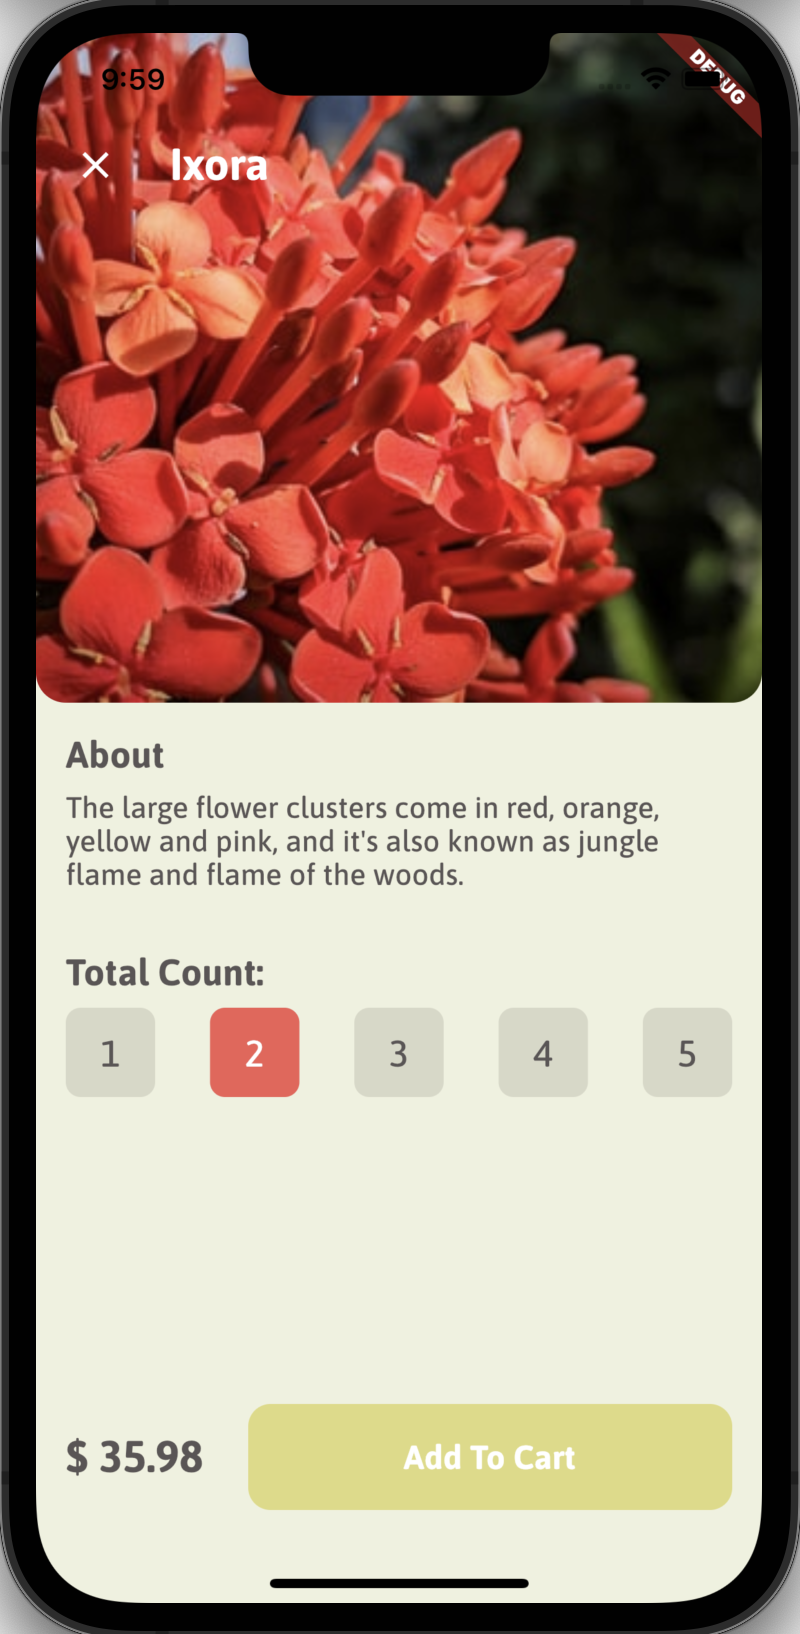 9:59
DEBUG
Ixora
About
The large flower clusters come in red, orange,
yellow and pink, and it's also known as jungle
flame and flame of the woods.
Total Count:
1 2 3 4 5
$ 35.98
Add To Cart